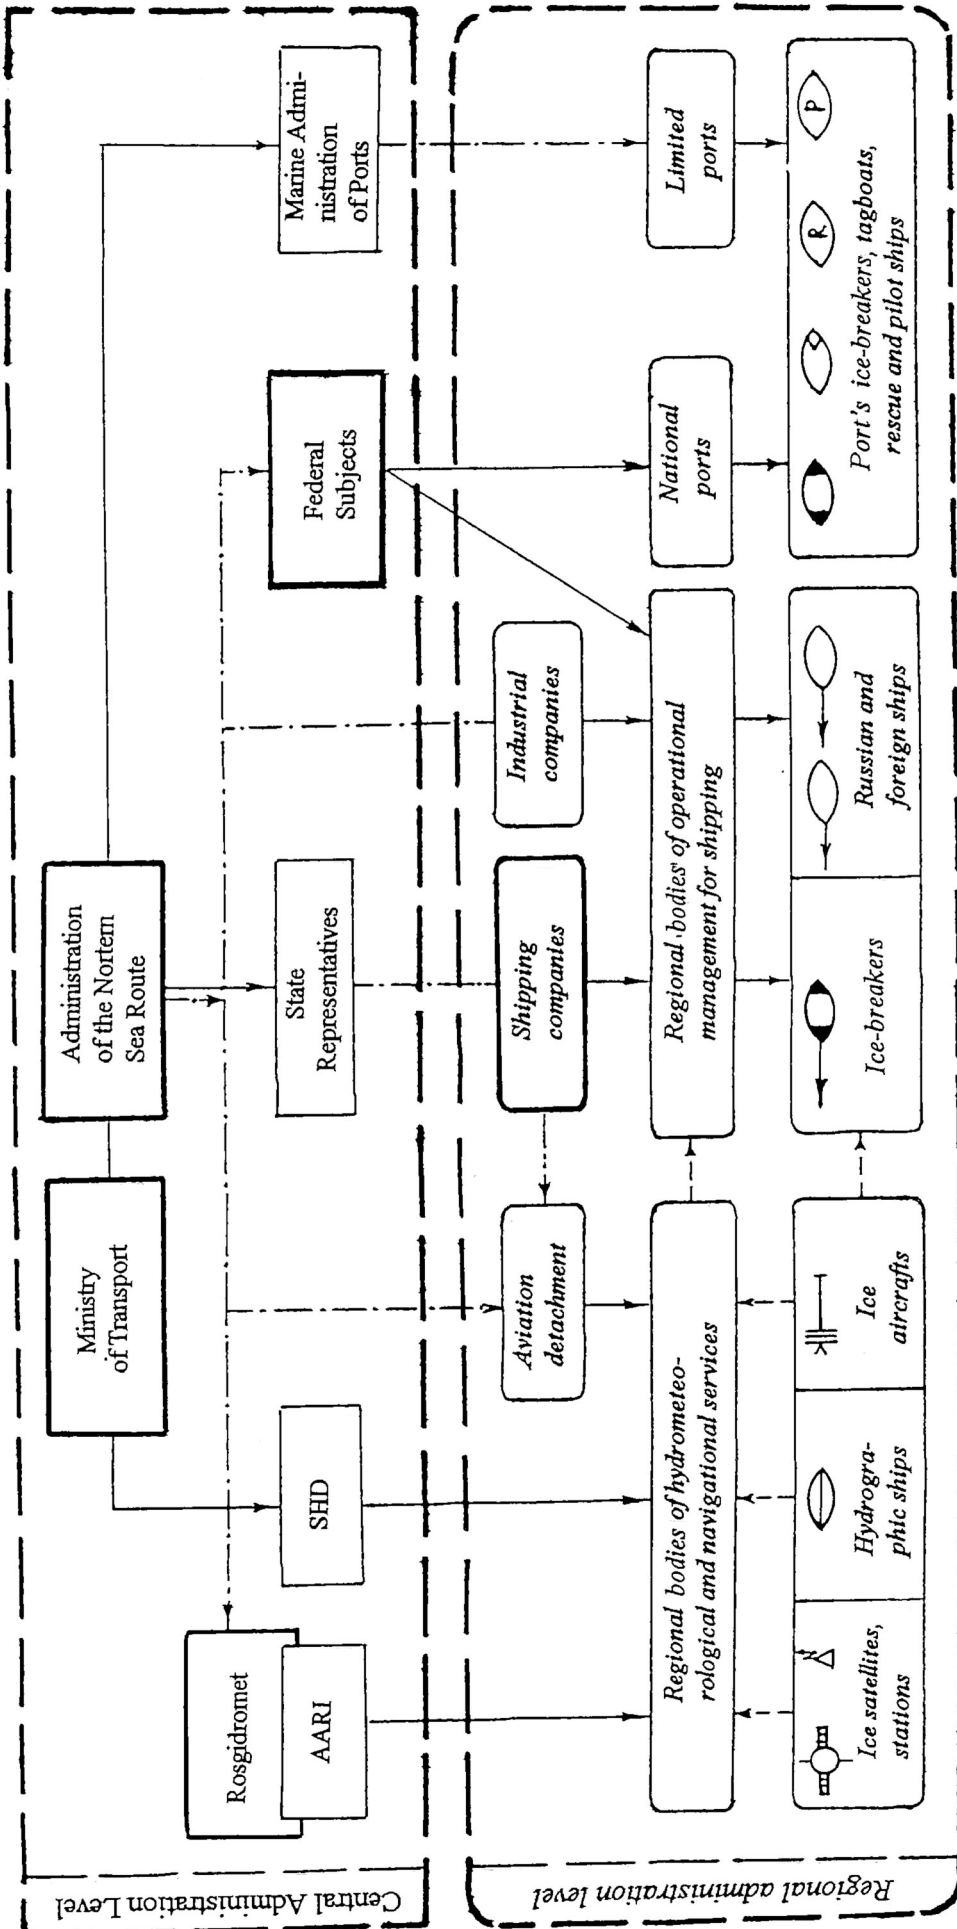 Central Administration Level
Ministry
of Transport
Administration
of the Nortern
Sea Route
Rosgidromet
AARI
SHD
State
Representatives
Federal
Subjects
Marine Admi-
nistration
of Ports
Regional administration level
Aviation
detachment
Shipping
companies
Industrial
companies
Regional bodies of hydrometeo-
rological and navigational services
Regional bodies of operational
management for shipping
National
ports
Limited
ports
Ice satellites,
stations
Hydrogra-
phic ships
Ice
aircrafts
Ice-breakers
Russian and
foreign ships
R
P
Port's ice-breakers, tagboats,
rescue and pilot ships